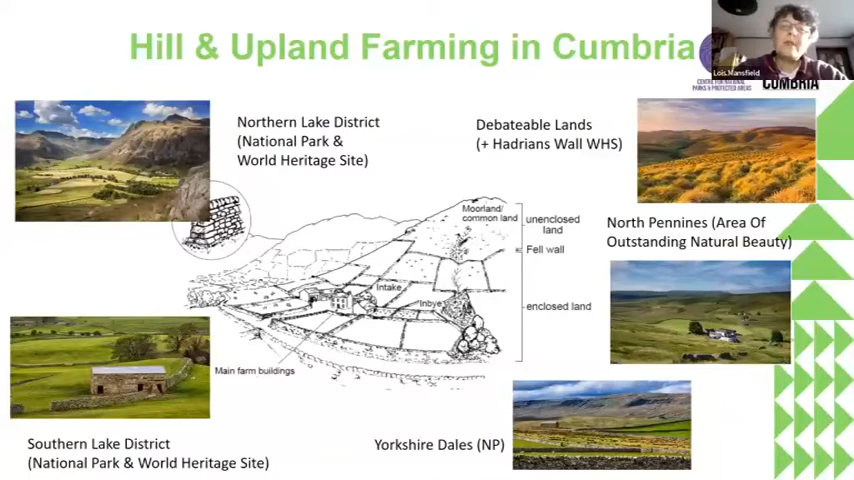 Hill & Upland Farming in Cumbria
Lois Mansfield
CENTRE FOR NATIONAL
PARKS & PROTECTED AREAS
CUMBRIA
Northern Lake District
(National Park &
World Heritage Site)
Debateable Lands
(+ Hadrians Wall WHS)
North Pennines (Area Of
Outstanding Natural Beauty)
Moorland/
common land
unenclosed
land
Fell wall
Intake
Inbye
enclosed land
Main farm buildings
Southern Lake District
(National Park & World Heritage Site)
Yorkshire Dales (NP)